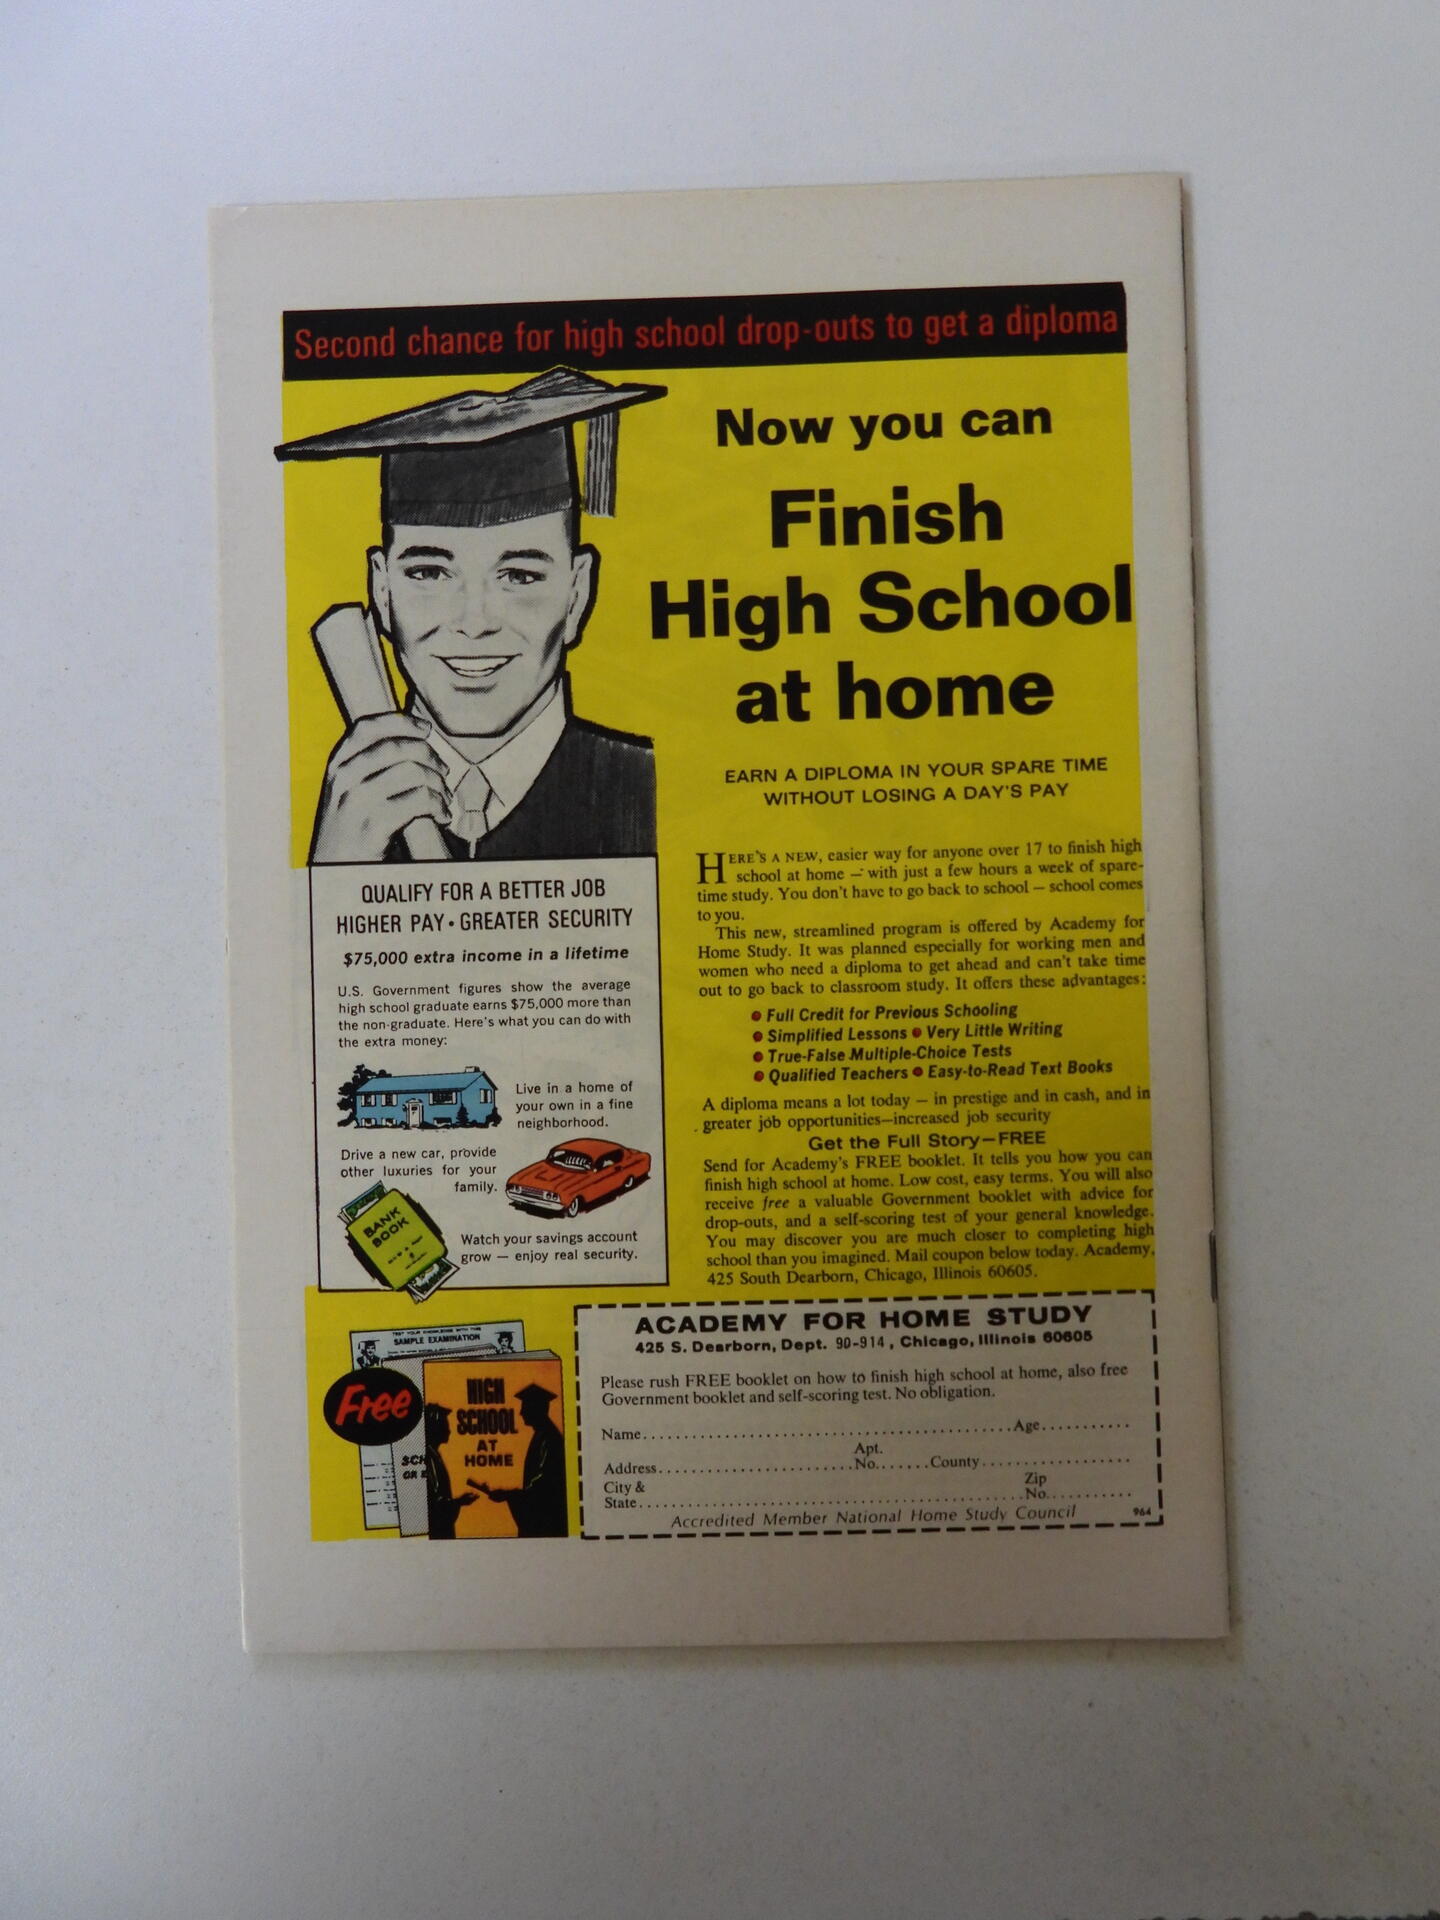 Second chance for high school drop-outs to get a diploma
Now you can
Finish
High School
at home
EARN A DIPLOMA IN YOUR SPARE TIME
WITHOUT LOSING A DAY'S PAY
HERE'S A NEW, easier way for anyone over 17 to finish high
school at home – with just a few hours a week of spare-
time study. You don't have to go back to school – school comes
to you.
This new, streamlined program is offered by Academy for
Home Study. It was planned especially for working men and
women who need a diploma to get ahead and can't take time
out to go back to classroom study. It offers these advantages:
● Full Credit for Previous Schooling
● Simplified Lessons ● Very Little Writing
● True-False Multiple-Choice Tests
● Qualified Teachers ● Easy-to-Read Text Books
A diploma means a lot today – in prestige and in cash, and in
greater job opportunities—increased job security
Get the Full Story—FREE
Send for Academy's FREE booklet. It tells you how you can
finish high school at home. Low cost, easy terms. You will also
receive free a valuable Government booklet with advice for
drop-outs, and a self-scoring test of your general knowledge.
You may discover you are much closer to completing high
school than you imagined. Mail coupon below today. Academy,
425 South Dearborn, Chicago, Illinois 60605.
QUALIFY FOR A BETTER JOB
HIGHER PAY • GREATER SECURITY
$75,000 extra income in a lifetime
U.S. Government figures show the average
high school graduate earns $75,000 more than
the non-graduate. Here's what you can do with
the extra money:
Live in a home of
your own in a fine
neighborhood.
Drive a new car, provide
other luxuries for your
family.
BANK
BOOK
Watch your savings account
grow — enjoy real security.
TEST YOUR KNOWLEDGE WITH THIS
SAMPLE EXAMINATION
Free
HIGH
SCHOOL
AT
HOME
SCH
OR
ACADEMY FOR HOME STUDY
425 S. Dearborn, Dept. 90-914, Chicago, Illinois 60605
Please rush FREE booklet on how to finish high school at home, also free
Government booklet and self-scoring test. No obligation.
Name.......................................................Age...........
Apt.
Address.............................No.......County......................
City & Zip
State.......................................................No...........
Accredited Member National Home Study Council 964